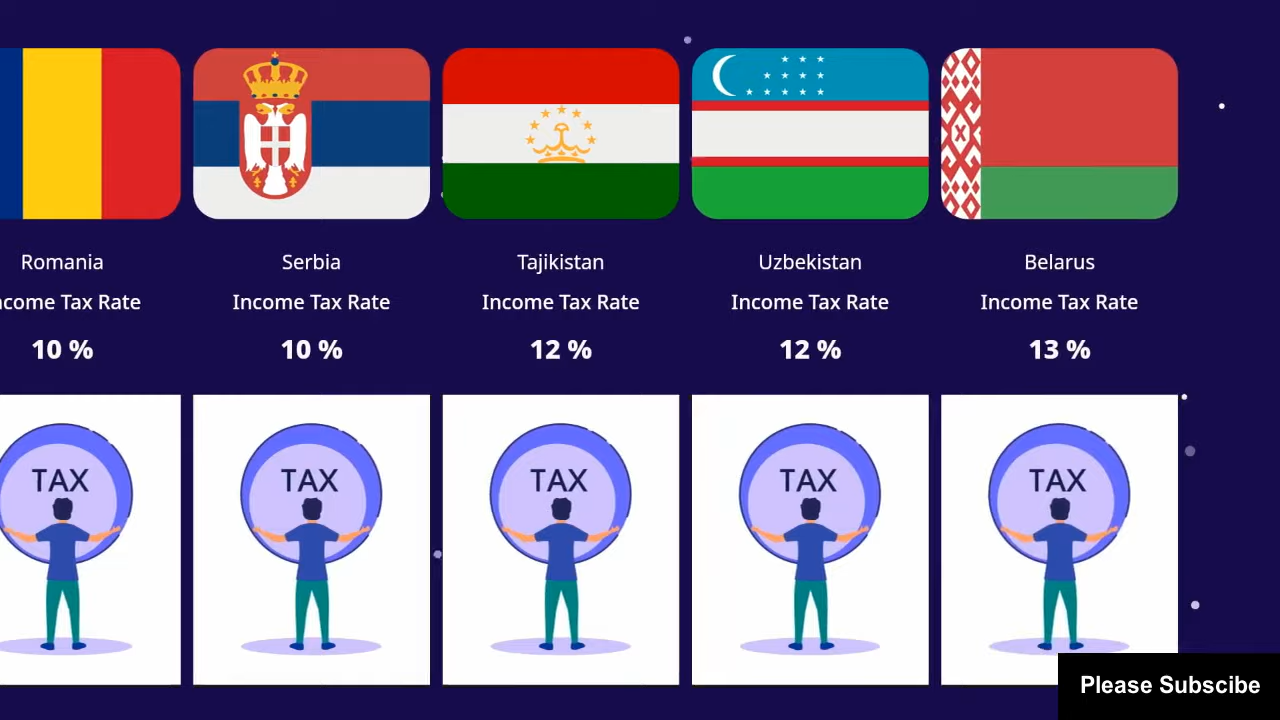 Romania Serbia Tajikistan Uzbekistan Belarus
ncome Tax Rate Income Tax Rate Income Tax Rate Income Tax Rate Income Tax Rate
10 % 10 % 12 % 12 % 13 %
TAX TAX TAX TAX TAX
Please Subscibe